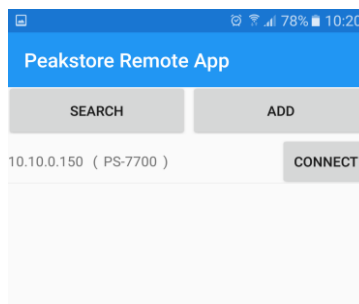 78% 10:20
Peakstore Remote App
SEARCH ADD
10.10.0.150 ( PS-7700 ) CONNECT